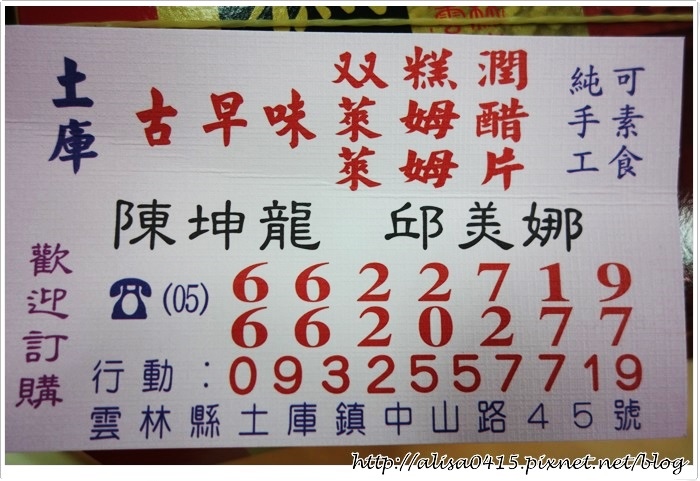 土庫
古早味
双糕潤
萊姆醋
萊姆片
純手工
可素食
陳坤龍 邱美娜
歡迎訂購
☎(05) 6622719
6620277
行動:0932557719
雲林縣土庫鎮中山路45號
http://alisa0415.pixnet.net/blog